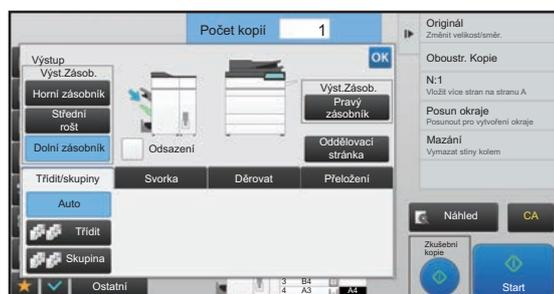 Počet kopií 1
Výstup
OK
Výst.Zásob.
Horní zásobník
Střední
rošt
Dolní zásobník
Odsazení
Výst.Zásob.
Pravý
zásobník
Oddělovací
stránka
Třídit/skupiny
Svorka
Děrovat
Přeložení
Auto
Třídit
Skupina
Ostatní
3 B4
4 A3
A4
Originál
Změnit velikost/směr.
Oboustr. Kopie
N:1
Vložit více stran na stranu A
Posun okraje
Posunout pro vytvoření okraje
Mazání
Vymazat stíny kolem
Náhled
CA
Zkušební
kopie
Start